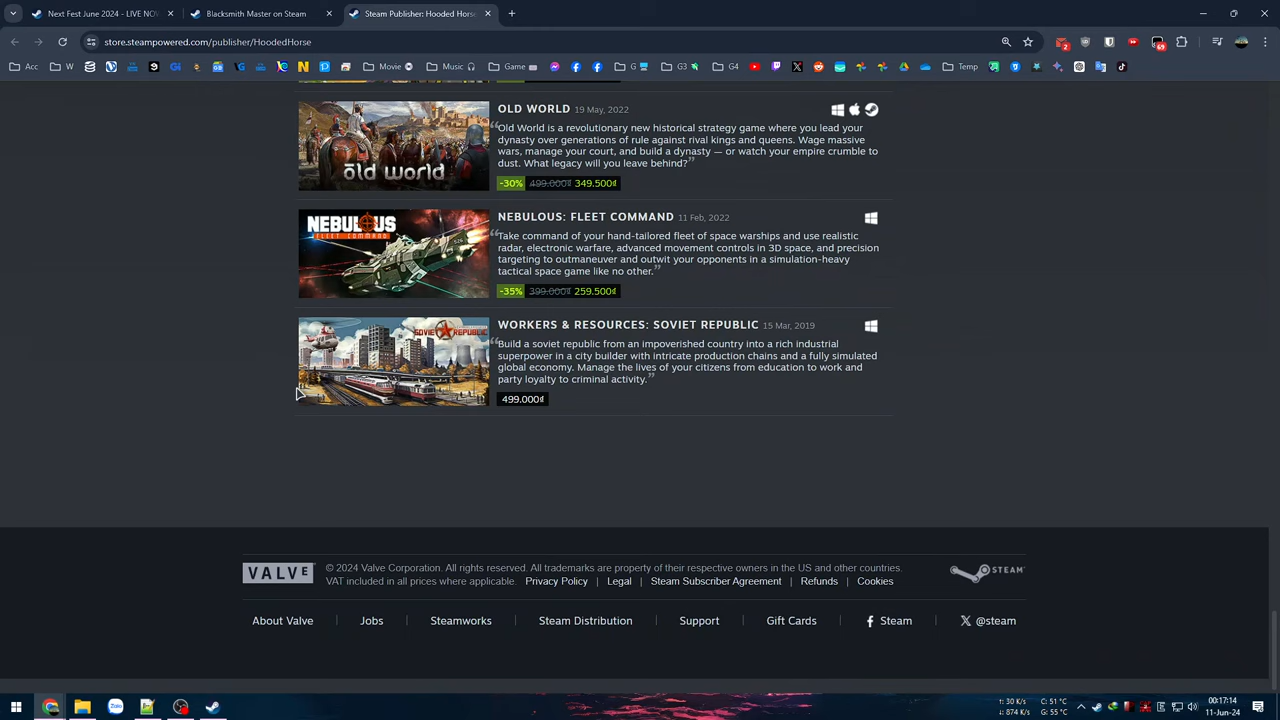 Next Fest June 2024 - LIVE NOW
Blacksmith Master on Steam
Steam Publisher: Hooded Horse
store.steampowered.com/publisher/HoodedHorse
2
69
Acc
W
Movie
Music
Game
G
G3
G4
Temp
OLD WORLD 19 May, 2022
“Old World is a revolutionary new historical strategy game where you lead your
dynasty over generations of rule against rival kings and queens. Wage massive
wars, manage your court, and build a dynasty — or watch your empire crumble to
dust. What legacy will you leave behind?”
old world
-30% 499.000₫ 349.500₫
NEBULOUS: FLEET COMMAND 11 Feb, 2022
NEBULOUS
FLEET COMMAND
“Take command of your hand-tailored fleet of space warships and use realistic
radar, electronic warfare, advanced movement controls in 3D space, and precision
targeting to outmaneuver and outwit your opponents in a simulation-heavy
tactical space game like no other.”
-35% 399.000₫ 259.500₫
WORKERS & RESOURCES: SOVIET REPUBLIC 15 Mar, 2019
SOVIET REPUBLIC
“Build a soviet republic from an impoverished country into a rich industrial
superpower in a city builder with intricate production chains and a fully simulated
global economy. Manage the lives of your citizens from education to work and
party loyalty to criminal activity.”
499.000₫
VALVE
© 2024 Valve Corporation. All rights reserved. All trademarks are property of their respective owners in the US and other countries.
VAT included in all prices where applicable. Privacy Policy | Legal | Steam Subscriber Agreement | Refunds | Cookies
STEAM
About Valve | Jobs | Steamworks | Steam Distribution | Support | Gift Cards | Steam | @steam
Zalo
↑: 30 K/s
↓: 874 K/s
C: 51 °C
G: 55 °C
00:17:14
11-Jun-24